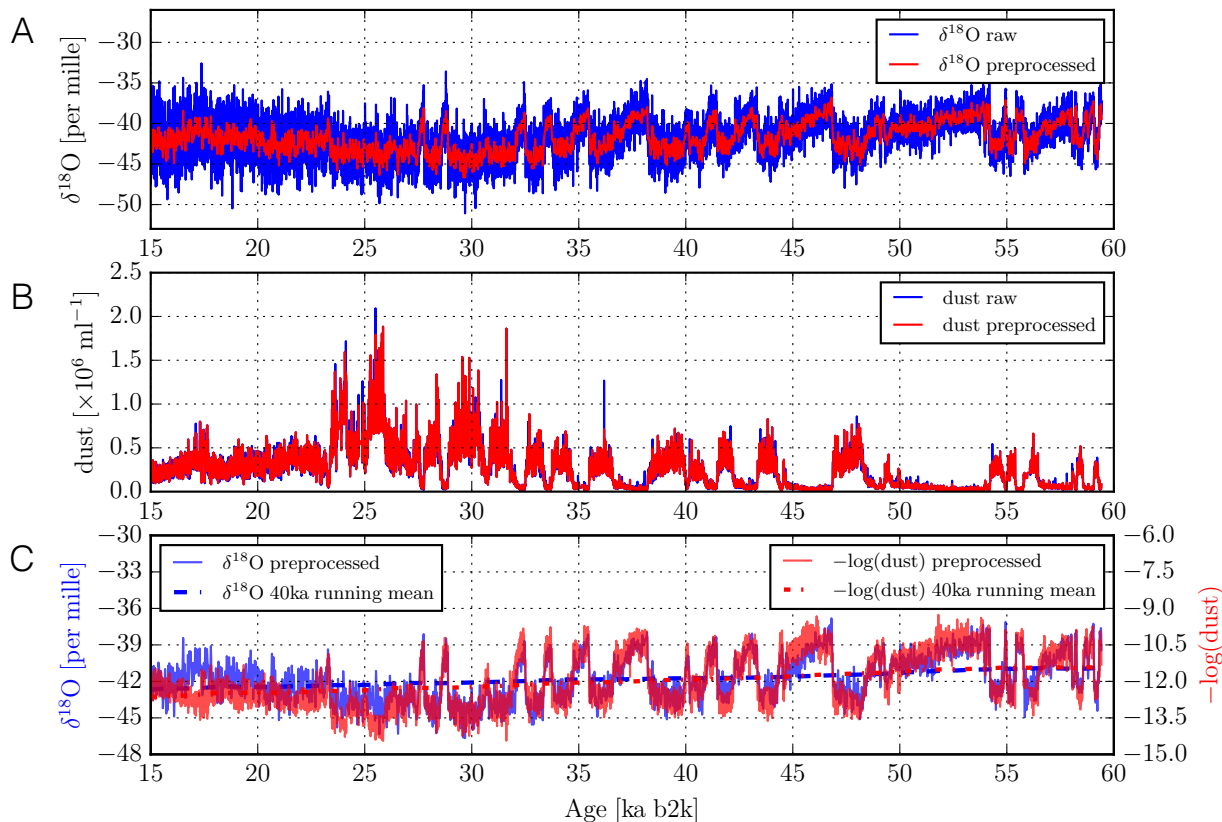 A
δ¹⁸O [per mille]
−30
−35
−40
−45
−50
δ¹⁸O raw
δ¹⁸O preprocessed
15 20 25 30 35 40 45 50 55 60
B
dust [×10⁶ ml⁻¹]
2.5
2.0
1.5
1.0
0.5
0.0
dust raw
dust preprocessed
15 20 25 30 35 40 45 50 55 60
C
δ¹⁸O [per mille]
−30
−33
−36
−39
−42
−45
−48
δ¹⁸O preprocessed
δ¹⁸O 40ka running mean
−log(dust) preprocessed
−log(dust) 40ka running mean
−6.0
−7.5
−9.0
−10.5
−12.0
−13.5
−15.0
−log(dust)
15 20 25 30 35 40 45 50 55 60
Age [ka b2k]